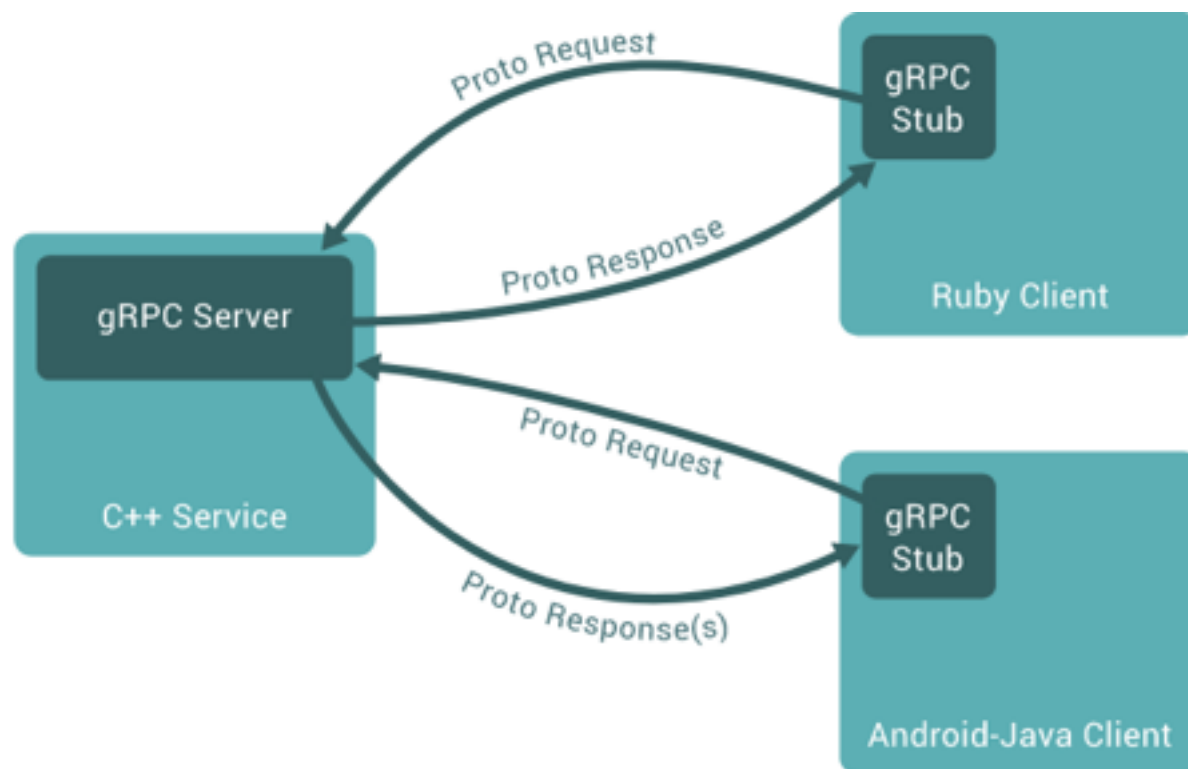 Proto Request
gRPC
Stub
Proto Response
Ruby Client
gRPC Server
C++ Service
Proto Request
gRPC
Stub
Proto Response(s)
Android-Java Client